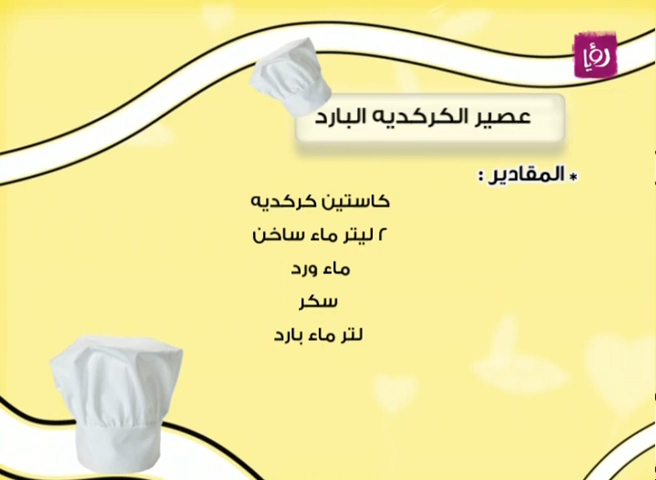 رؤيا
عصير الكركديه البارد
* المقادير :
كاستين كركديه
٢ ليتر ماء ساخن
ماء ورد
سكر
لتر ماء بارد